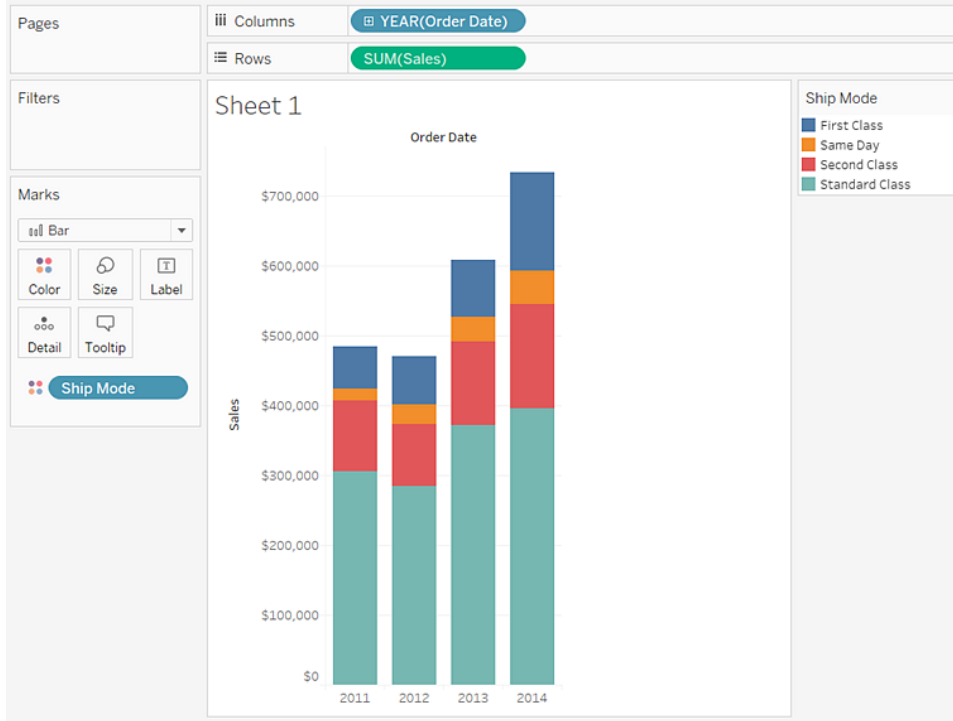 Pages
Columns
YEAR(Order Date)
Rows
SUM(Sales)
Filters
Marks
Bar
Color
Size
T
Label
Detail
Tooltip
Ship Mode
Sheet 1
Order Date
Sales
$700,000
$600,000
$500,000
$400,000
$300,000
$200,000
$100,000
$0
2011
2012
2013
2014
Ship Mode
First Class
Same Day
Second Class
Standard Class